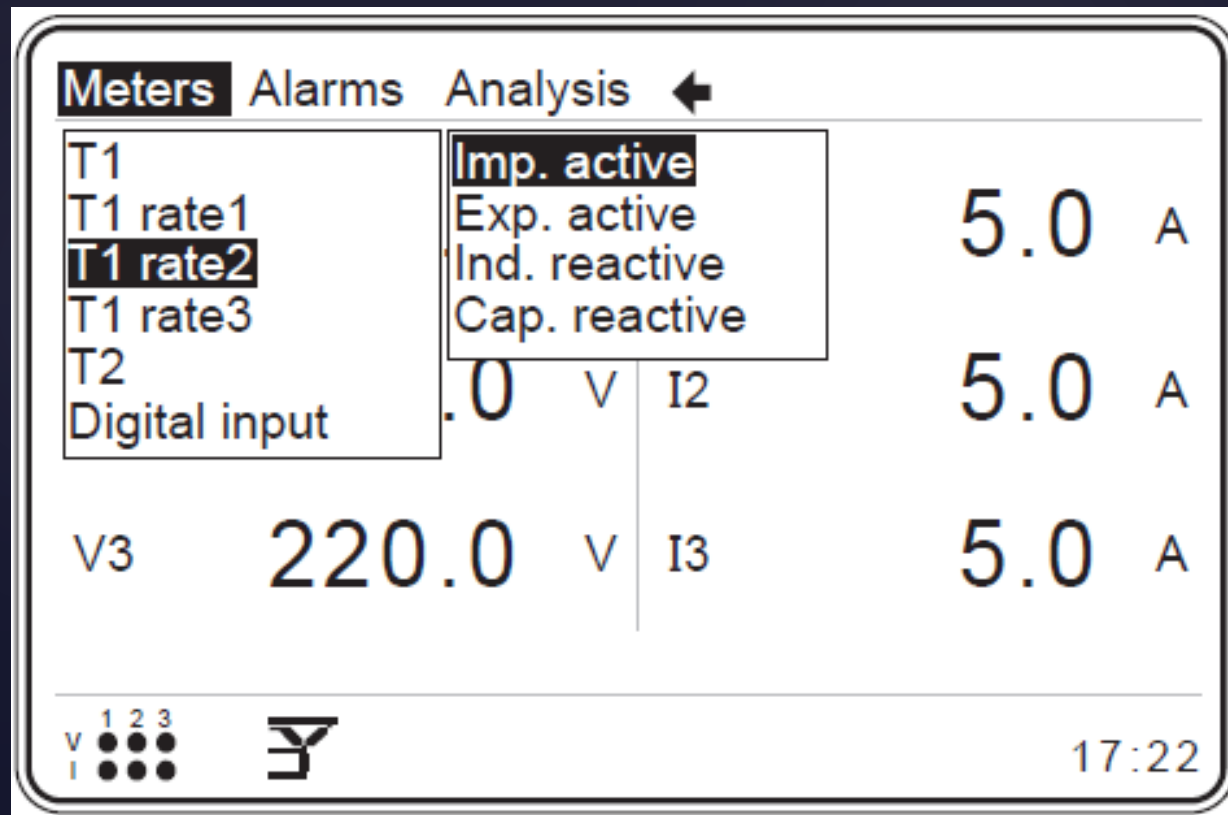 Meters Alarms Analysis
T1
T1 rate1
T1 rate2
T1 rate3
T2
Digital input
Imp. active
Exp. active
Ind. reactive
Cap. reactive
5.0 A
.0 V I2 5.0 A
V3 220.0 V I3 5.0 A
1 2 3
V
I
17:22